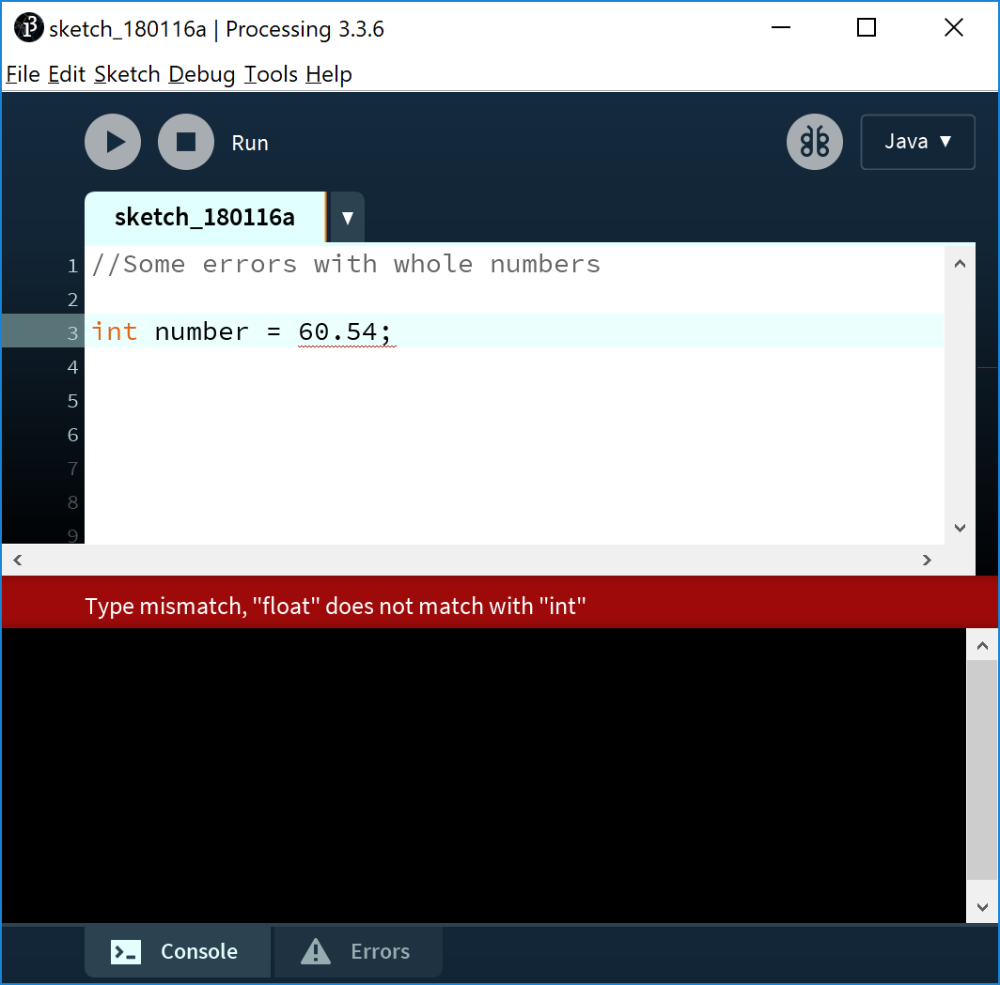 sketch_180116a | Processing 3.3.6
File Edit Sketch Debug Tools Help
Run
Java ▼
sketch_180116a ▼
1 //Some errors with whole numbers
2
3 int number = 60.54;
4
5
6
7
8
9
Type mismatch, "float" does not match with "int"
Console Errors